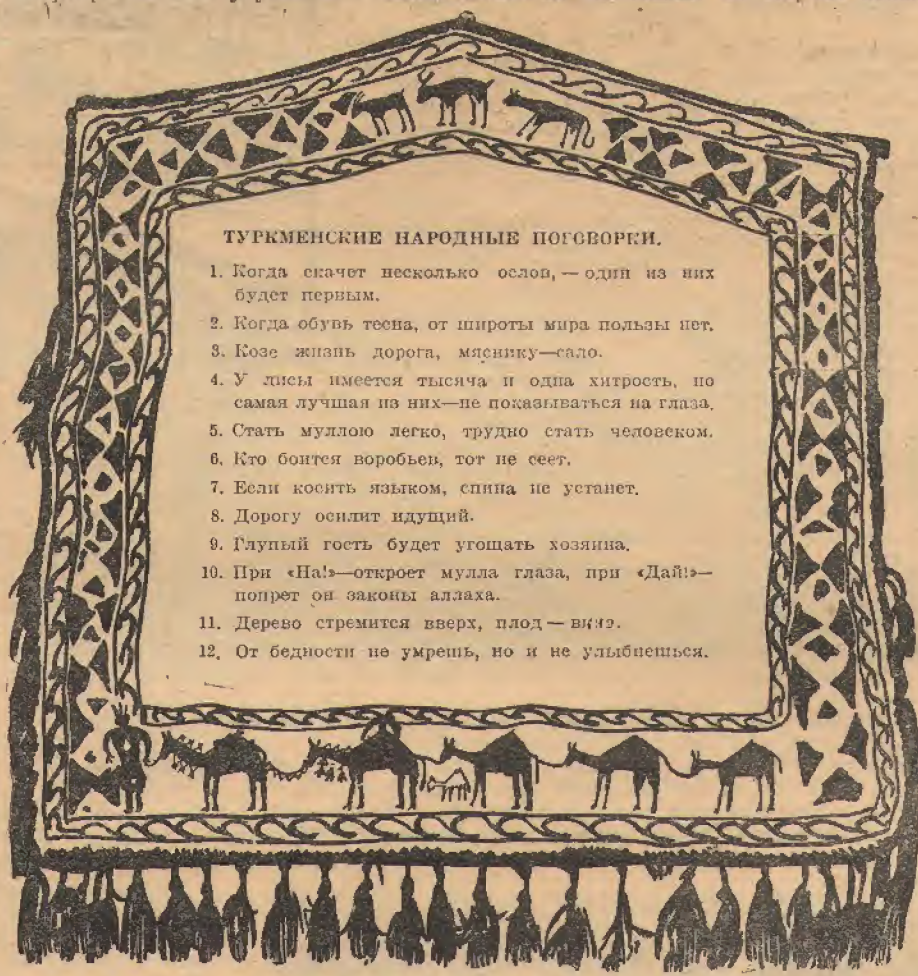 ТУРКМЕНСКИЕ НАРОДНЫЕ ПОГОВОРКИ.
1. Когда скачет несколько ослов, — один из них
будет первым.
2. Когда обувь тесна, от широты мира пользы нет.
3. Козе жизнь дорога, мяснику—сало.
4. У лисы имеется тысяча и одна хитрость, но
самая лучшая из них—не показываться на глаза.
5. Стать муллою легко, трудно стать человеком.
6. Кто боится воробьев, тот не сеет.
7. Если косить языком, спина не устанет.
8. Дорогу осилит идущий.
9. Глупый гость будет угощать хозяина.
10. При «На!»—откроет мулла глаза, при «Дай!»—
попрет он законы аллаха.
11. Дерево стремится вверх, плод — вниз.
12. От бедности не умрешь, но и не улыбнешься.